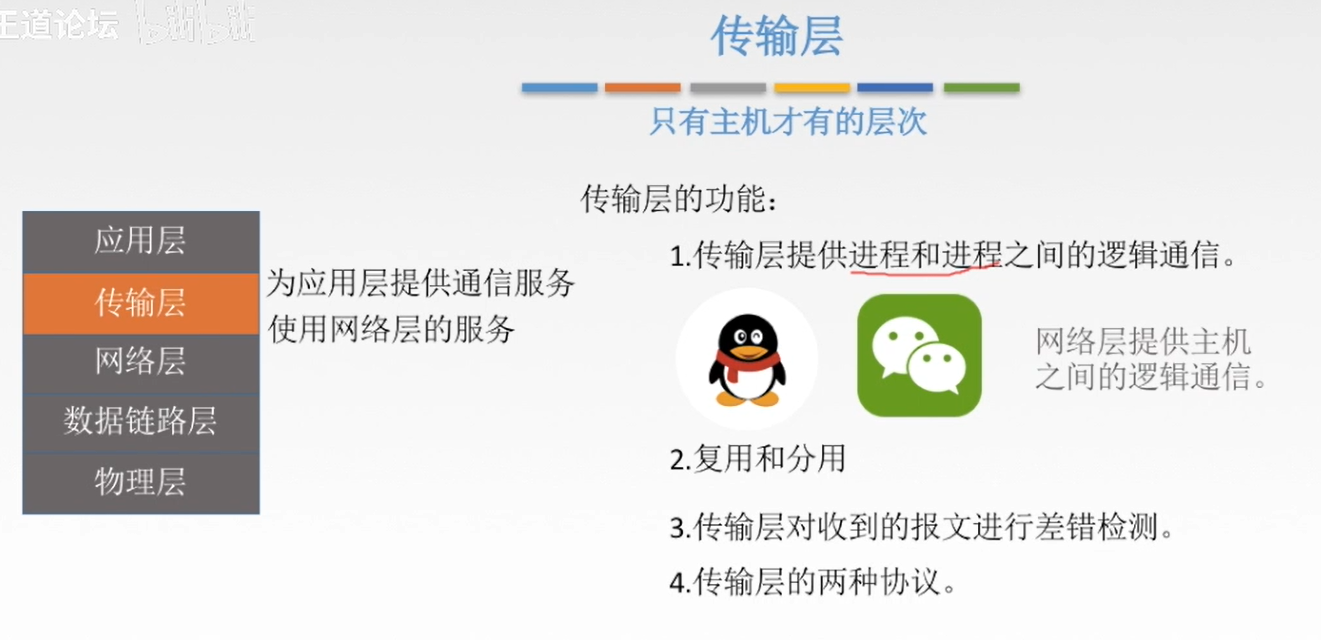 王道论坛 bilibili
传输层
只有主机才有的层次
传输层的功能：
应用层
传输层
网络层
数据链路层
物理层
为应用层提供通信服务
使用网络层的服务
1.传输层提供进程和进程之间的逻辑通信。
网络层提供主机
之间的逻辑通信。
2.复用和分用
3.传输层对收到的报文进行差错检测。
4.传输层的两种协议。